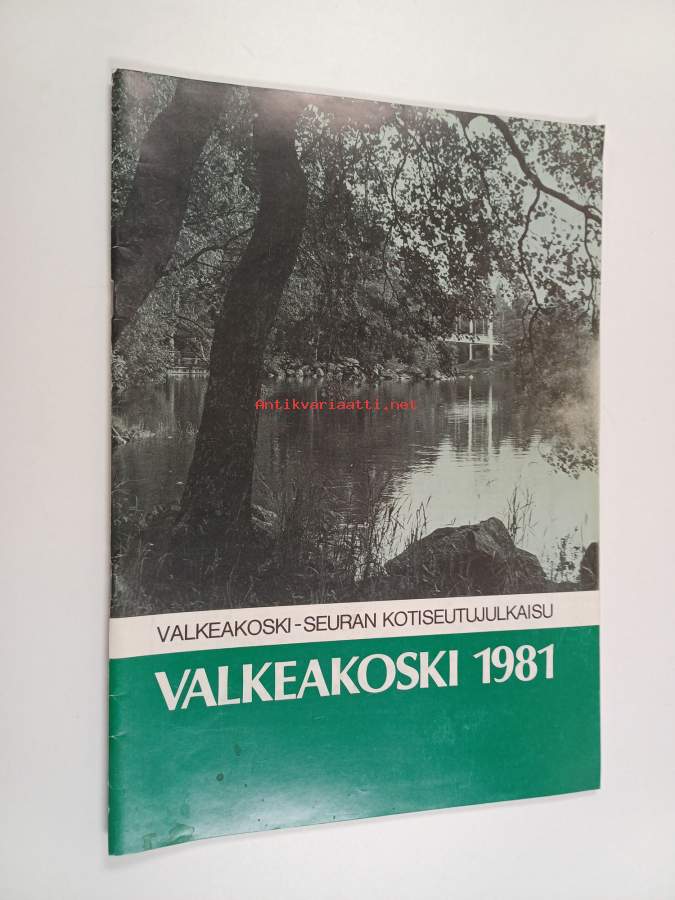 Antikvariaatti.net
VALKEAKOSKI-SEURAN KOTISEUTUJULKAISU
VALKEAKOSKI 1981